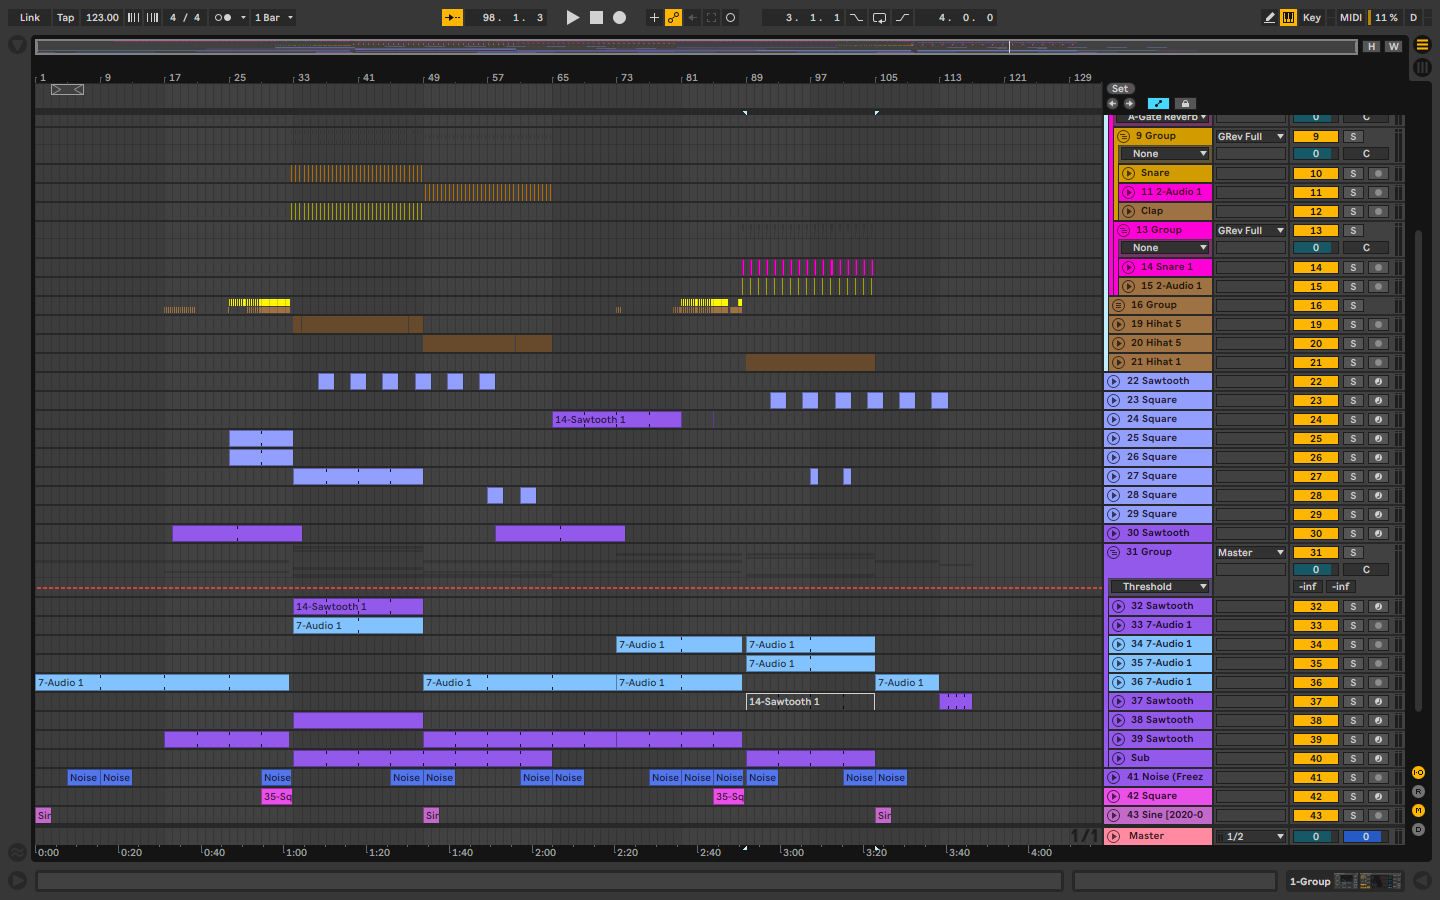 Link Tap 123.00 4 / 4 1 Bar 98. 1. 3 3. 1. 1 4. 0. 0 Key MIDI 11 % D
H W
1 9 17 25 33 41 49 57 65 73 81 89 97 105 113 121 129
Set
A-Gate Reverb 0 C
9 Group GRev Full 9 S
None 0 C
Snare 10 S
11 2-Audio 1 11 S
Clap 12 S
13 Group GRev Full 13 S
None 0 C
14 Snare 1 14 S
15 2-Audio 1 15 S
16 Group 16 S
19 Hihat 5 19 S
20 Hihat 5 20 S
21 Hihat 1 21 S
22 Sawtooth 22 S
23 Square 23 S
14-Sawtooth 1 24 Square 24 S
25 Square 25 S
26 Square 26 S
27 Square 27 S
28 Square 28 S
29 Square 29 S
30 Sawtooth 30 S
31 Group Master 31 S
0 C
Threshold -inf -inf
14-Sawtooth 1 32 Sawtooth 32 S
7-Audio 1 33 7-Audio 1 33 S
7-Audio 1 7-Audio 1 34 7-Audio 1 34 S
7-Audio 1 35 7-Audio 1 35 S
7-Audio 1 7-Audio 1 7-Audio 1 7-Audio 1 36 7-Audio 1 36 S
14-Sawtooth 1 37 Sawtooth 37 S
38 Sawtooth 38 S
39 Sawtooth 39 S
Sub 40 S
Noise Noise Noise Noise Noise Noise Noise Noise Noise Noise Noise Noise Noise 41 Noise (Freez 41 S
35-Sq 35-Sq 42 Square 42 S
Sir Sir Sir 43 Sine [2020-0 43 S
1/1 Master 1/2 0 0
I·O
R
M
D
0:00 0:20 0:40 1:00 1:20 1:40 2:00 2:20 2:40 3:00 3:20 3:40 4:00
1-Group